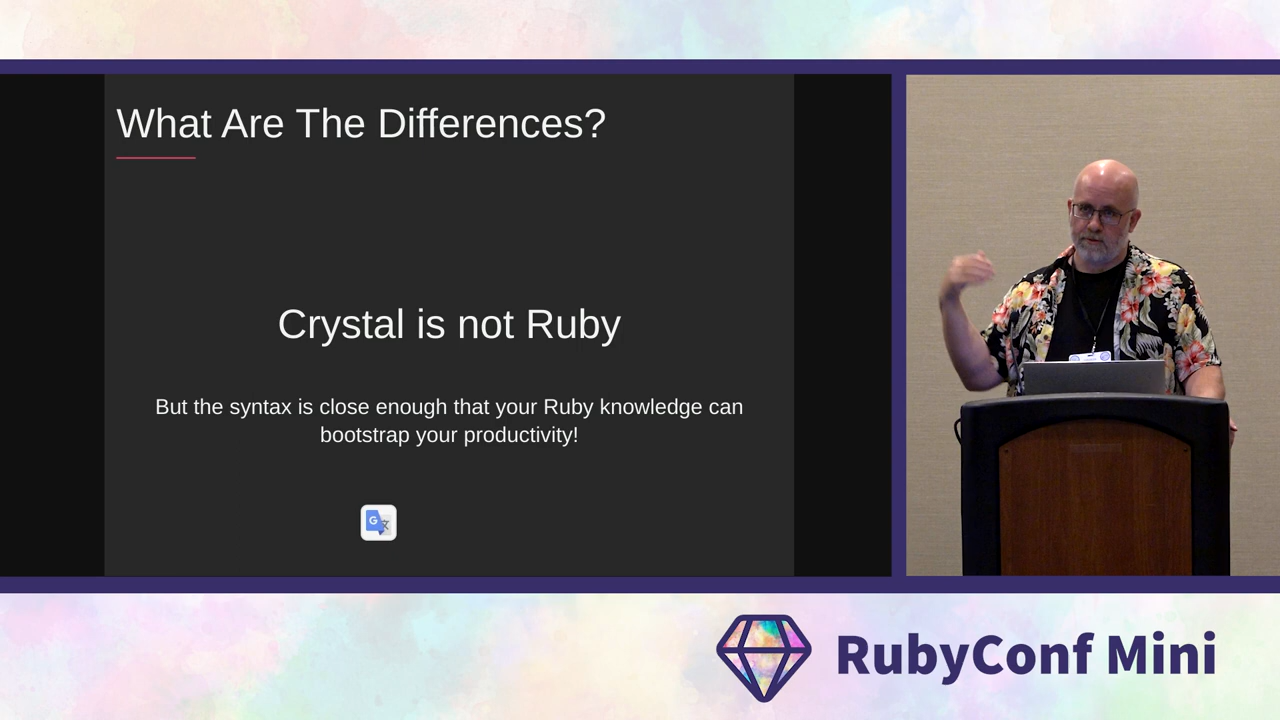 What Are The Differences?
Crystal is not Ruby
But the syntax is close enough that your Ruby knowledge can
bootstrap your productivity!
G
RubyConf Mini